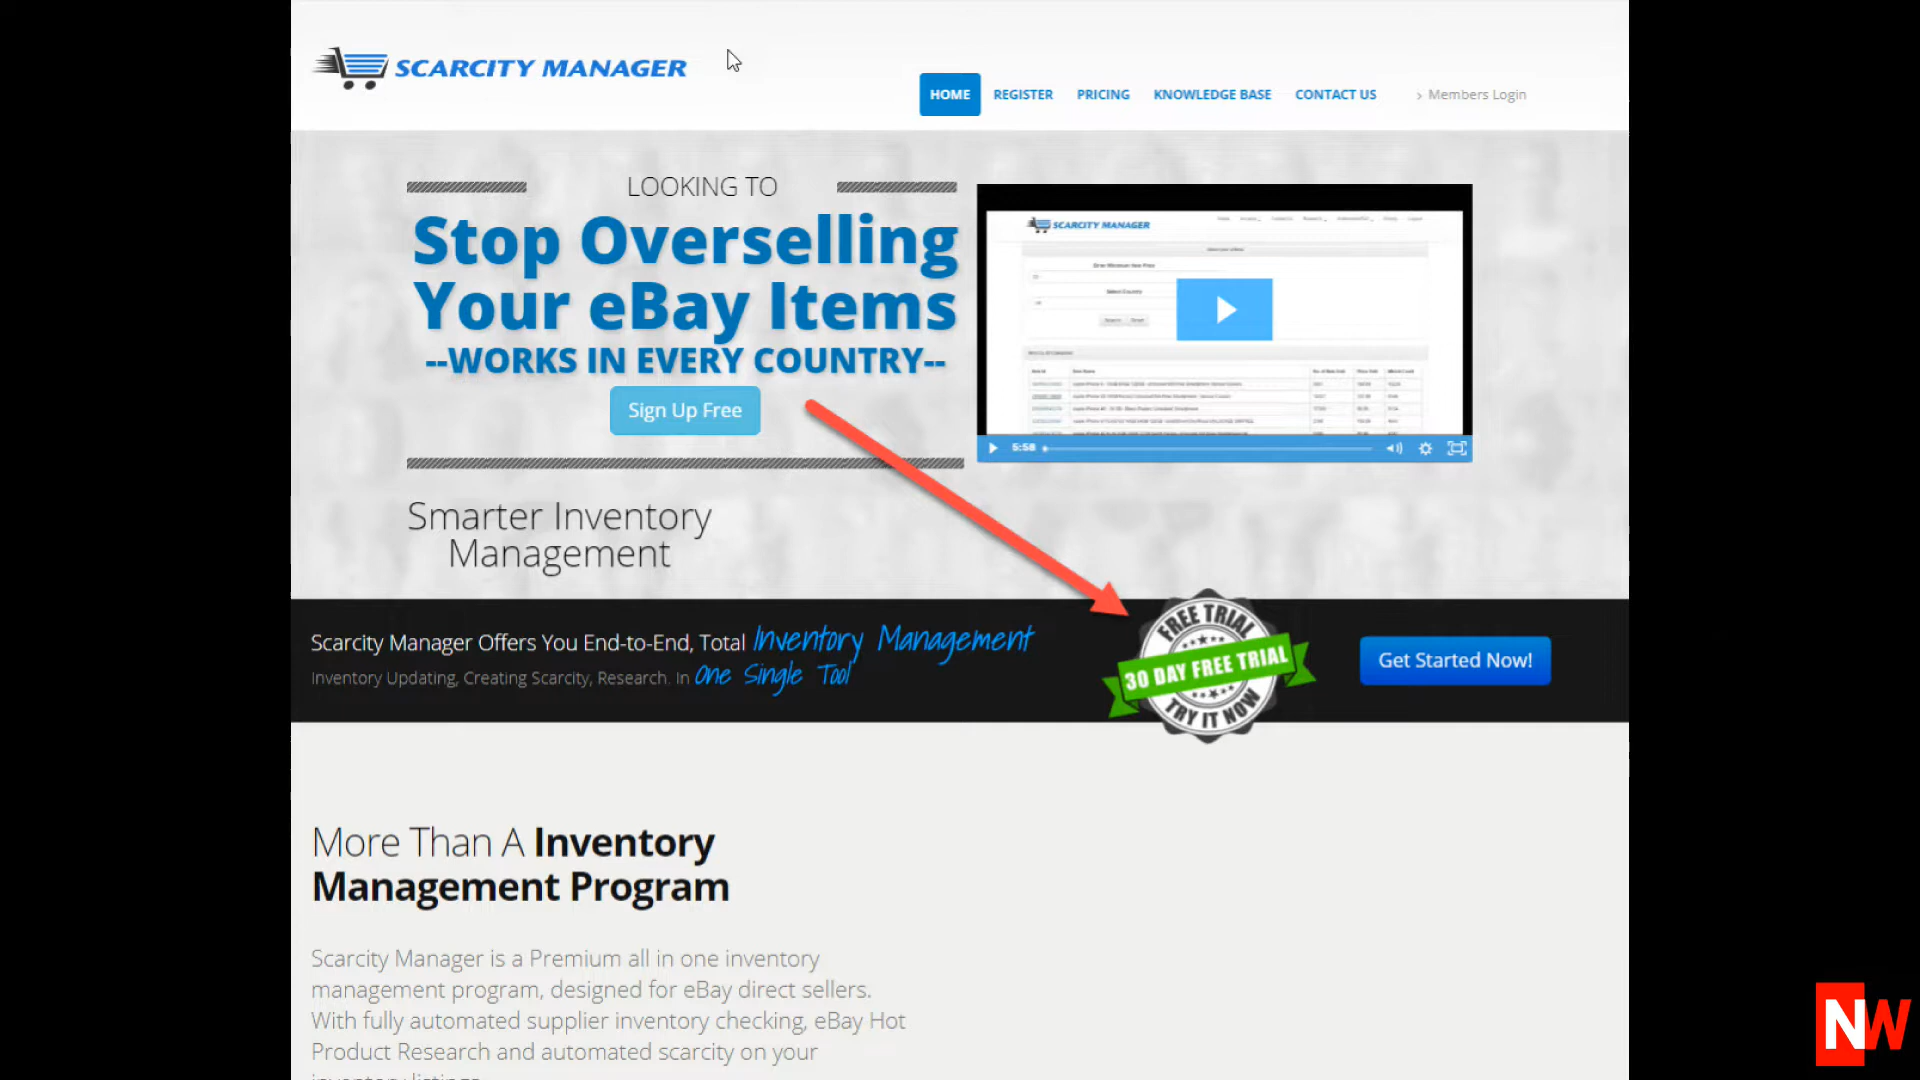 SCARCITY MANAGER
HOME
REGISTER
PRICING
KNOWLEDGE BASE
CONTACT US
› Members Login
LOOKING TO
Stop Overselling
Your eBay Items
--WORKS IN EVERY COUNTRY--
Sign Up Free
SCARCITY MANAGER
Select Country
5:58
Smarter Inventory
Management
Scarcity Manager Offers You End-to-End, Total Inventory Management
Inventory Updating, Creating Scarcity, Research. In One Single Tool
FREE TRIAL
30 DAY FREE TRIAL
TRY IT NOW
Get Started Now!
More Than A Inventory
Management Program
Scarcity Manager is a Premium all in one inventory
management program, designed for eBay direct sellers.
With fully automated supplier inventory checking, eBay Hot
Product Research and automated scarcity on your
inventory listings.
NW